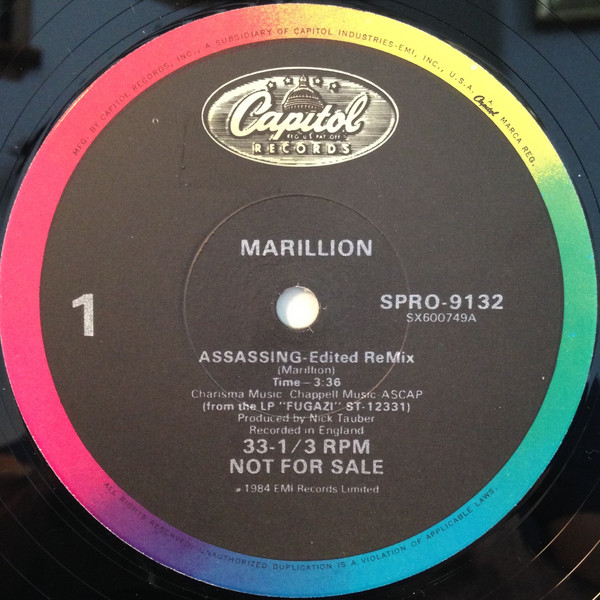 MFG. BY CAPITOL RECORDS, INC., A SUBSIDIARY OF CAPITOL INDUSTRIES-EMI, INC., U.S.A. Capitol MARCA REG.
Capitol
REG. U.S. PAT. OFF.
RECORDS
MARILLION
1
SPRO-9132
SX600749A
ASSASSING-Edited ReMix
(Marillion)
Time-3:36
Charisma Music Chappell Music-ASCAP
(from the LP "FUGAZI" ST-12331)
Produced by Nick Tauber
Recorded in England
33-1/3 RPM
NOT FOR SALE
℗ 1984 EMI Records Limited
ALL RIGHTS RESERVED. UNAUTHORIZED DUPLICATION IS A VIOLATION OF APPLICABLE LAWS.